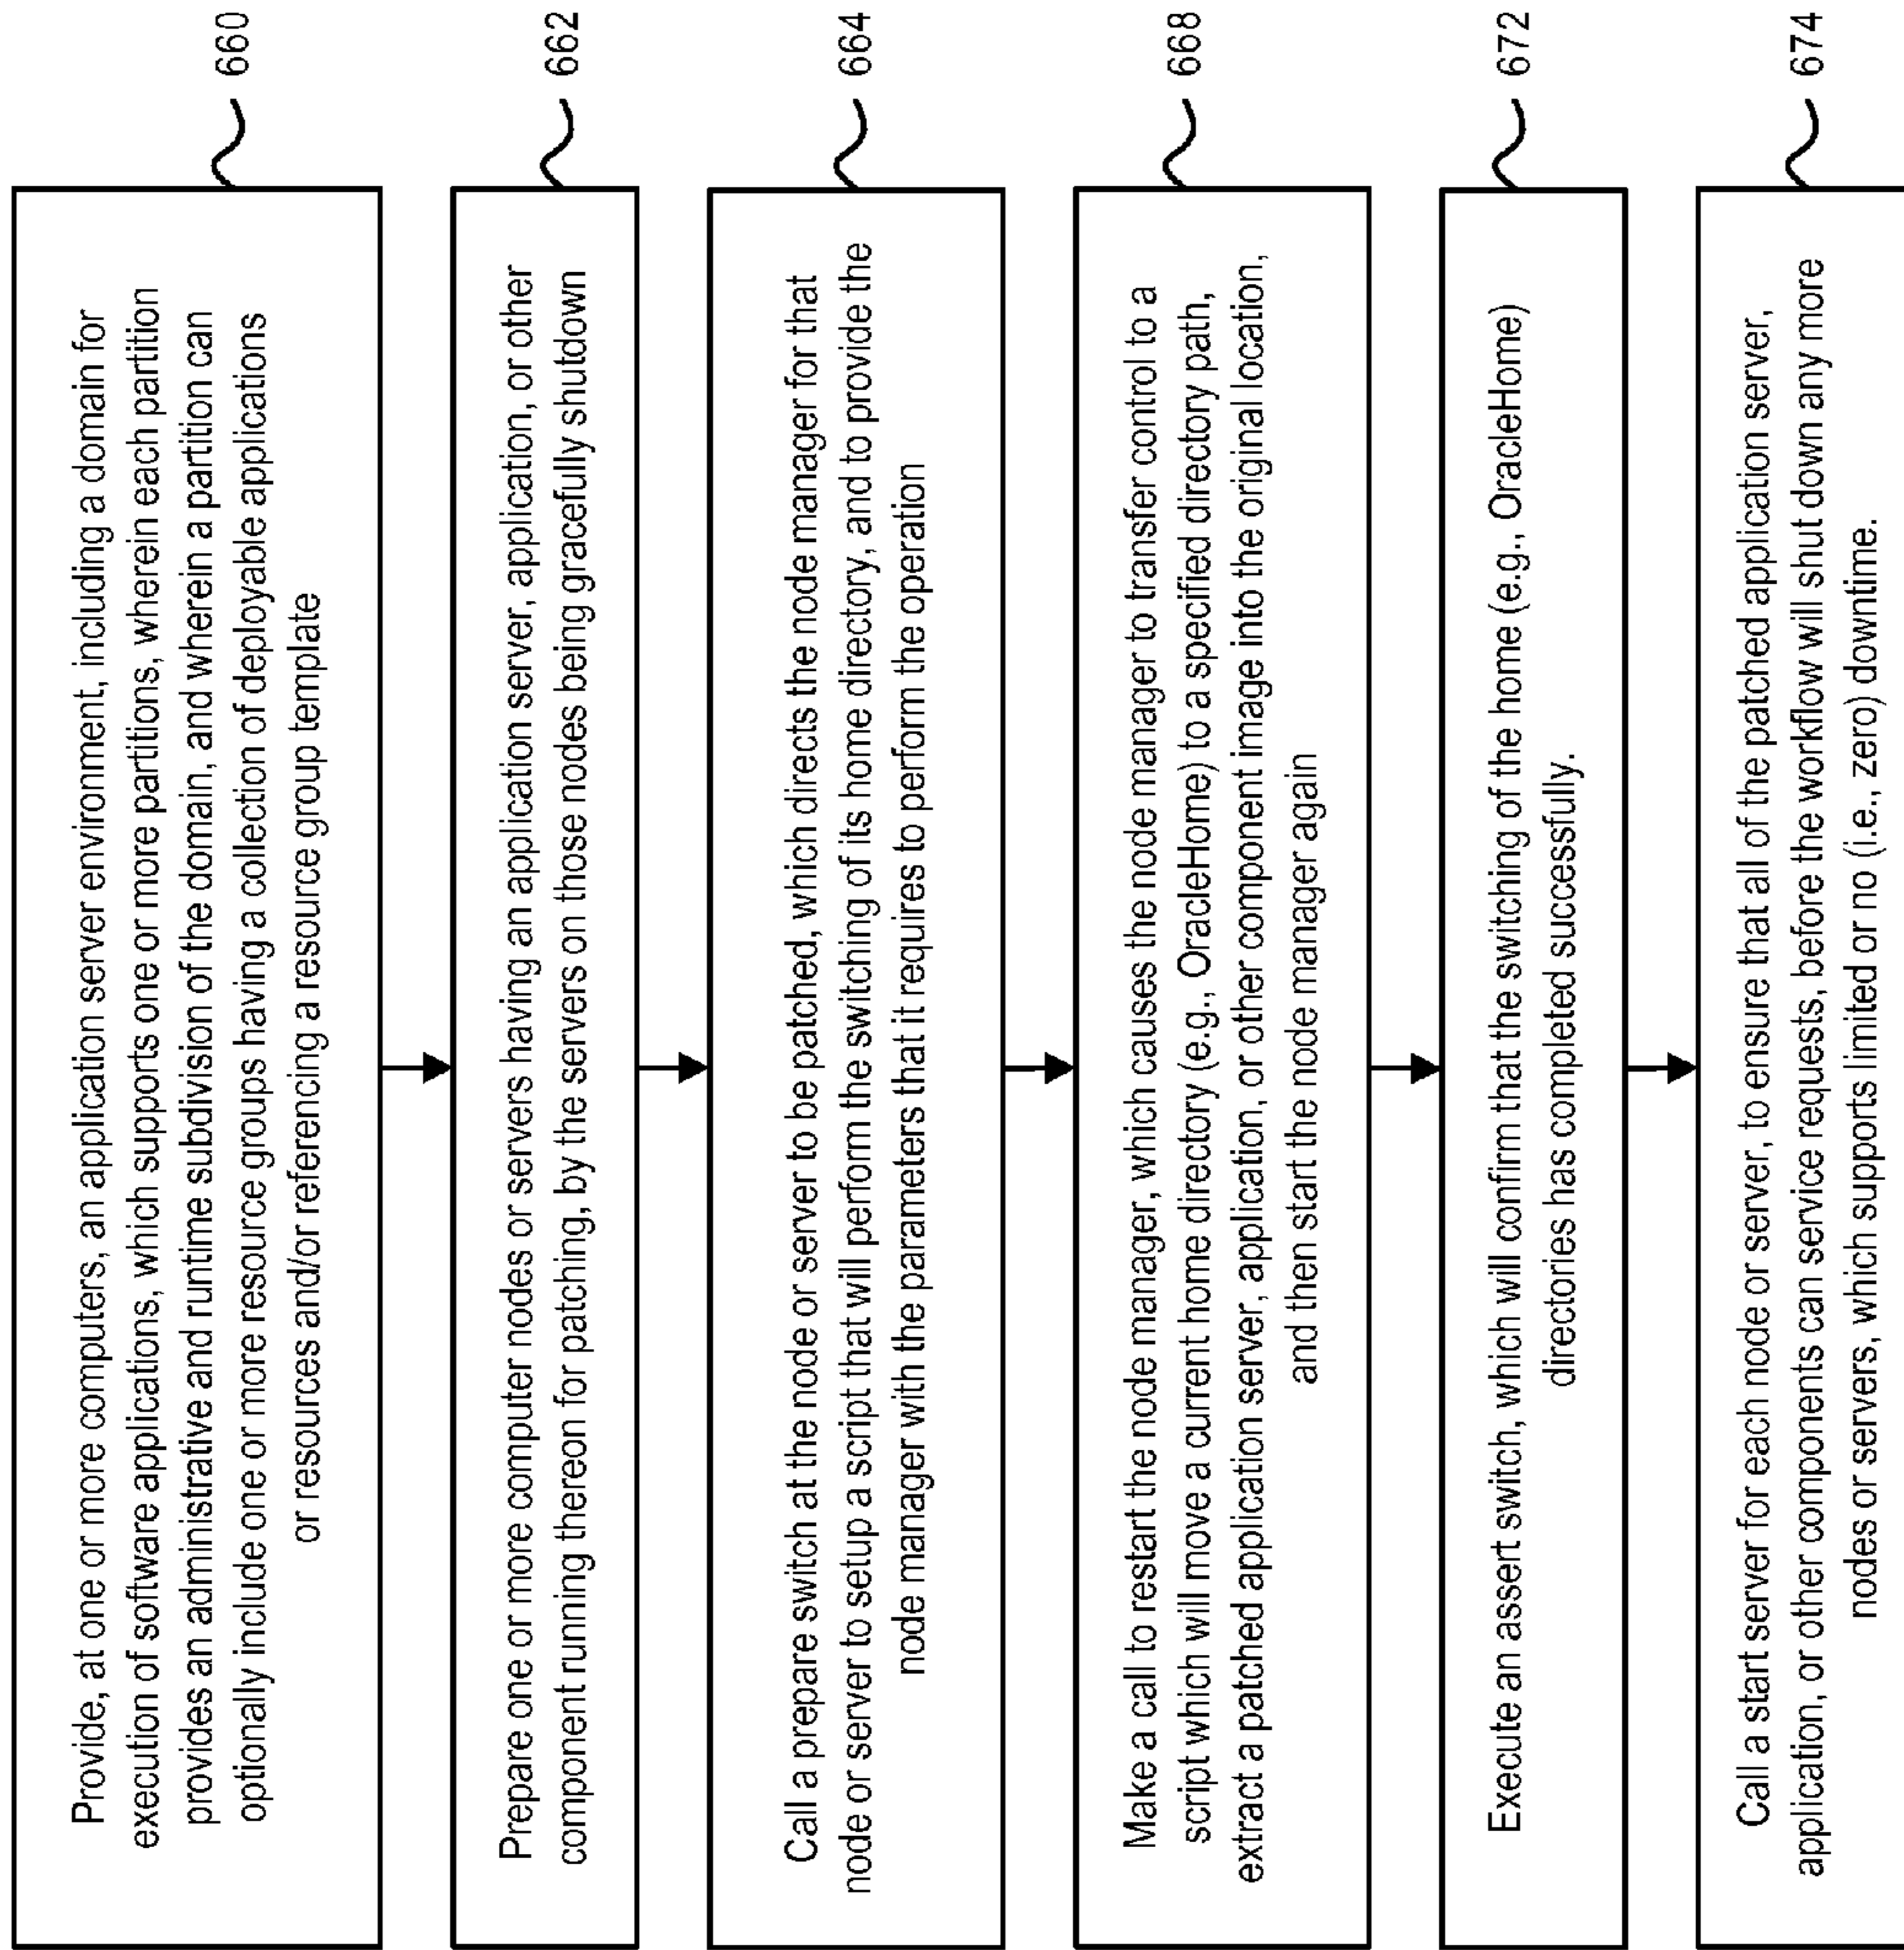 Provide, at one or more computers, an application server environment, including a domain for
execution of software applications, which supports one or more partitions, wherein each partition
provides an administrative and runtime subdivision of the domain, and wherein a partition can
optionally include one or more resource groups having a collection of deployable applications
or resources and/or referencing a resource group template
660
Prepare one or more computer nodes or servers having an application server, application, or other
component running thereon for patching, by the servers on those nodes being gracefully shutdown
662
Call a prepare switch at the node or server to be patched, which directs the node manager for that
node or server to setup a script that will perform the switching of its home directory, and to provide the
node manager with the parameters that it requires to perform the operation
664
Make a call to restart the node manager, which causes the node manager to transfer control to a
script which will move a current home directory (e.g., OracleHome) to a specified directory path,
extract a patched application server, application, or other component image into the original location,
and then start the node manager again
668
Execute an assert switch, which will confirm that the switching of the home (e.g., OracleHome)
directories has completed successfully.
672
Call a start server for each node or server, to ensure that all of the patched application server,
application, or other components can service requests, before the workflow will shut down any more
nodes or servers, which supports limited or no (i.e., zero) downtime.
674